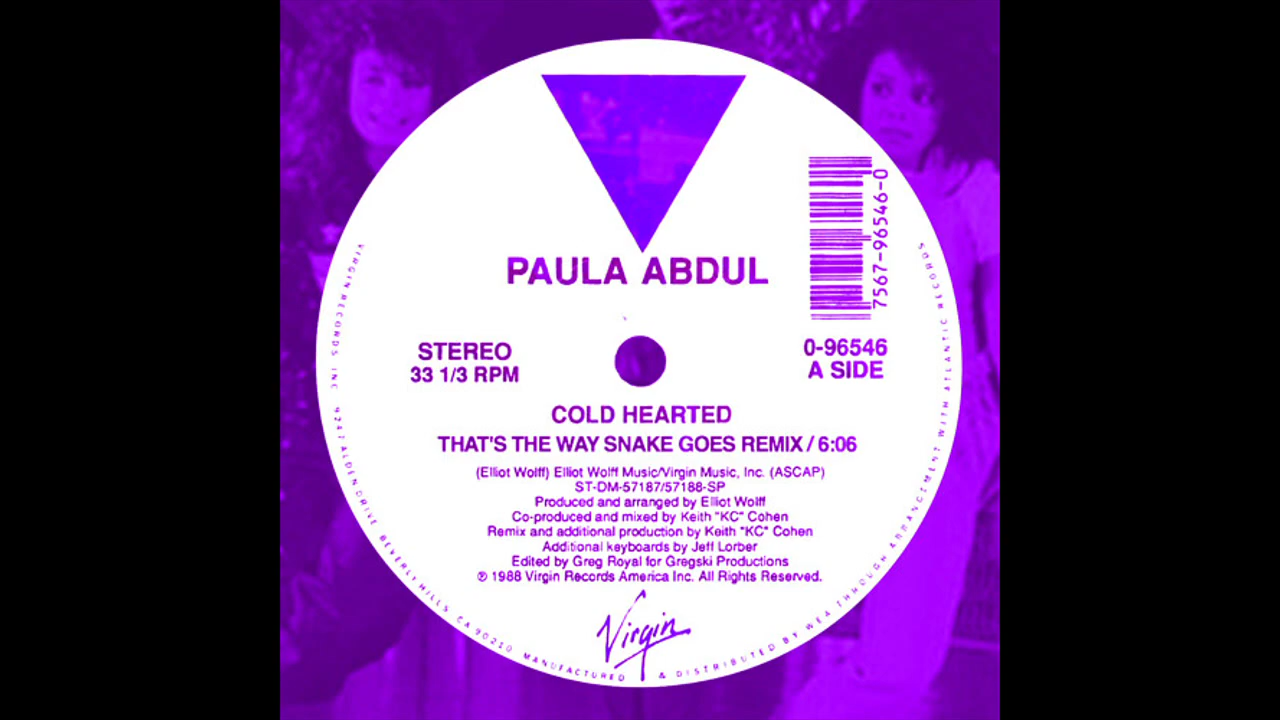 PAULA ABDUL
7567-96546-0
STEREO
33 1/3 RPM
0-96546
A SIDE
COLD HEARTED
THAT'S THE WAY SNAKE GOES REMIX / 6:06
(Elliot Wolff) Elliot Wolff Music/Virgin Music, Inc. (ASCAP)
ST-DM-57187/57188-SP
Produced and arranged by Elliot Wolff
Co-produced and mixed by Keith "KC" Cohen
Remix and additional production by Keith "KC" Cohen
Additional keyboards by Jeff Lorber
Edited by Greg Royal for Gregski Productions
℗ 1988 Virgin Records America Inc. All Rights Reserved.
Virgin
VIRGIN RECORDS INC. 9247 ALDEN DRIVE BEVERLY HILLS, CA 90210 MANUFACTURED & DISTRIBUTED BY WEA THROUGH ARRANGEMENT WITH ATLANTIC RECORDS